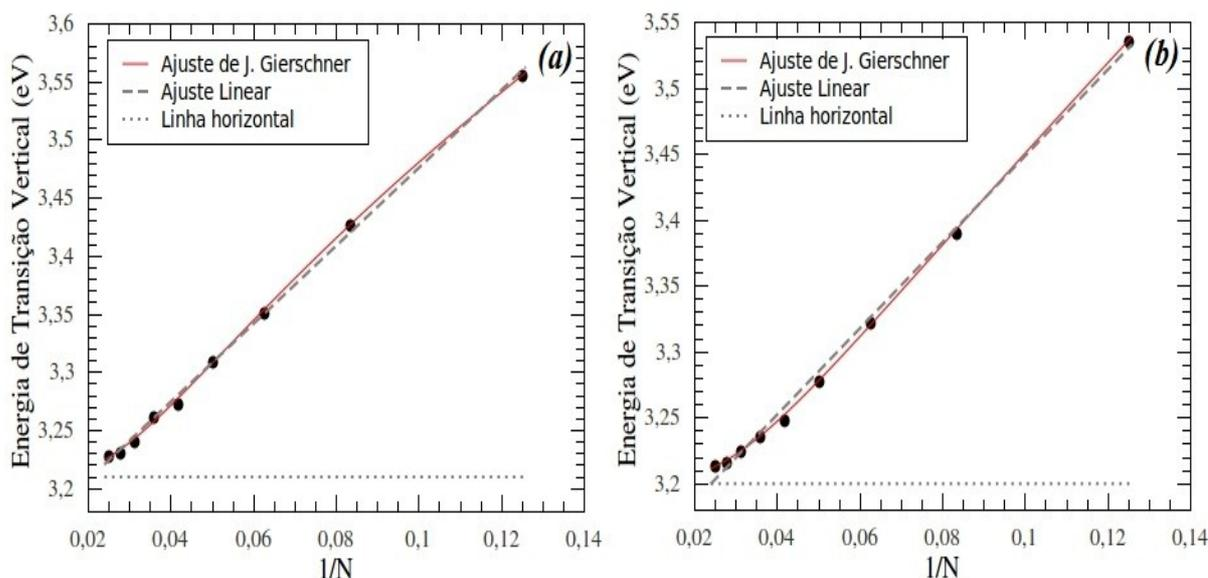 (a)
Energia de Transição Vertical (eV)
Ajuste de J. Gierschner
Ajuste Linear
Linha horizontal
3,6
3,55
3,5
3,45
3,4
3,35
3,3
3,25
3,2
0,02 0,04 0,06 0,08 0,1 0,12 0,14
1/N
(b)
Energia de Transição Vertical (eV)
Ajuste de J. Gierschner
Ajuste Linear
Linha horizontal
3,55
3,5
3,45
3,4
3,35
3,3
3,25
3,2
0,02 0,04 0,06 0,08 0,1 0,12 0,14
1/N